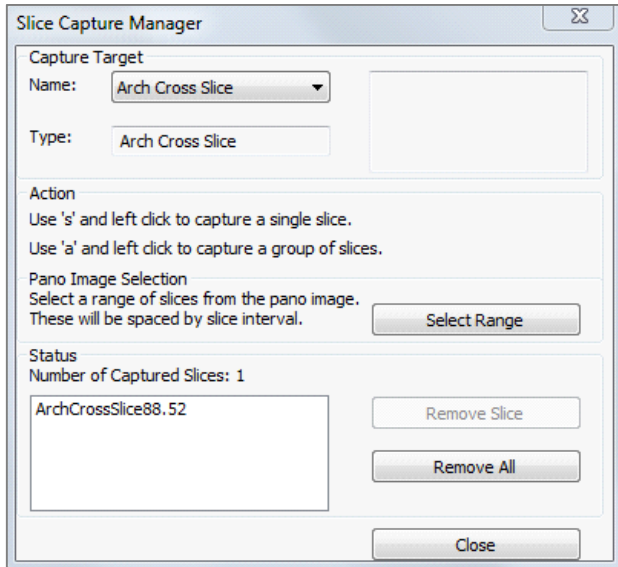 Slice Capture Manager
Capture Target
Name:
Arch Cross Slice
Type:
Arch Cross Slice
Action
Use 's' and left click to capture a single slice.
Use 'a' and left click to capture a group of slices.
Pano Image Selection
Select a range of slices from the pano image.
These will be spaced by slice interval.
Select Range
Status
Number of Captured Slices: 1
ArchCrossSlice88.52
Remove Slice
Remove All
Close